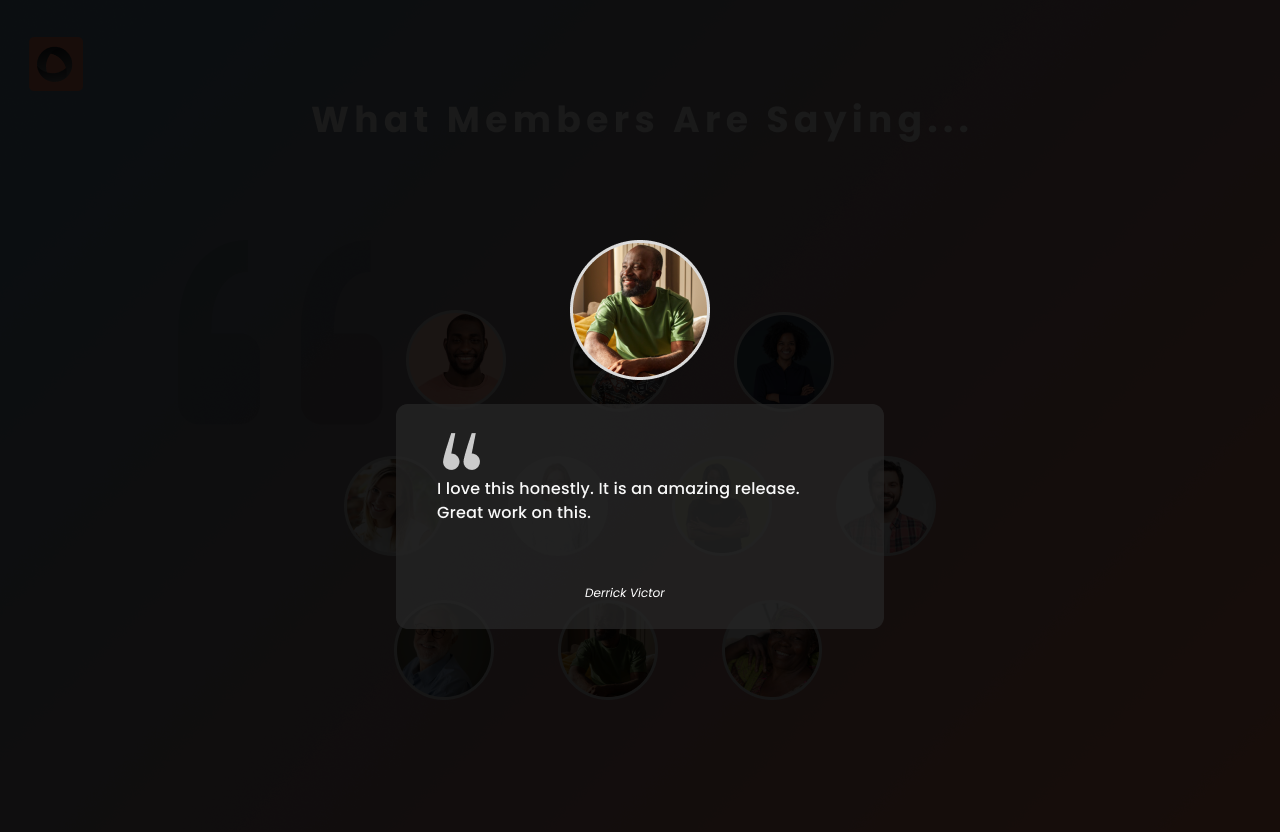 What Members Are Saying...
“
I love this honestly. It is an amazing release.
Great work on this.
Derrick Victor